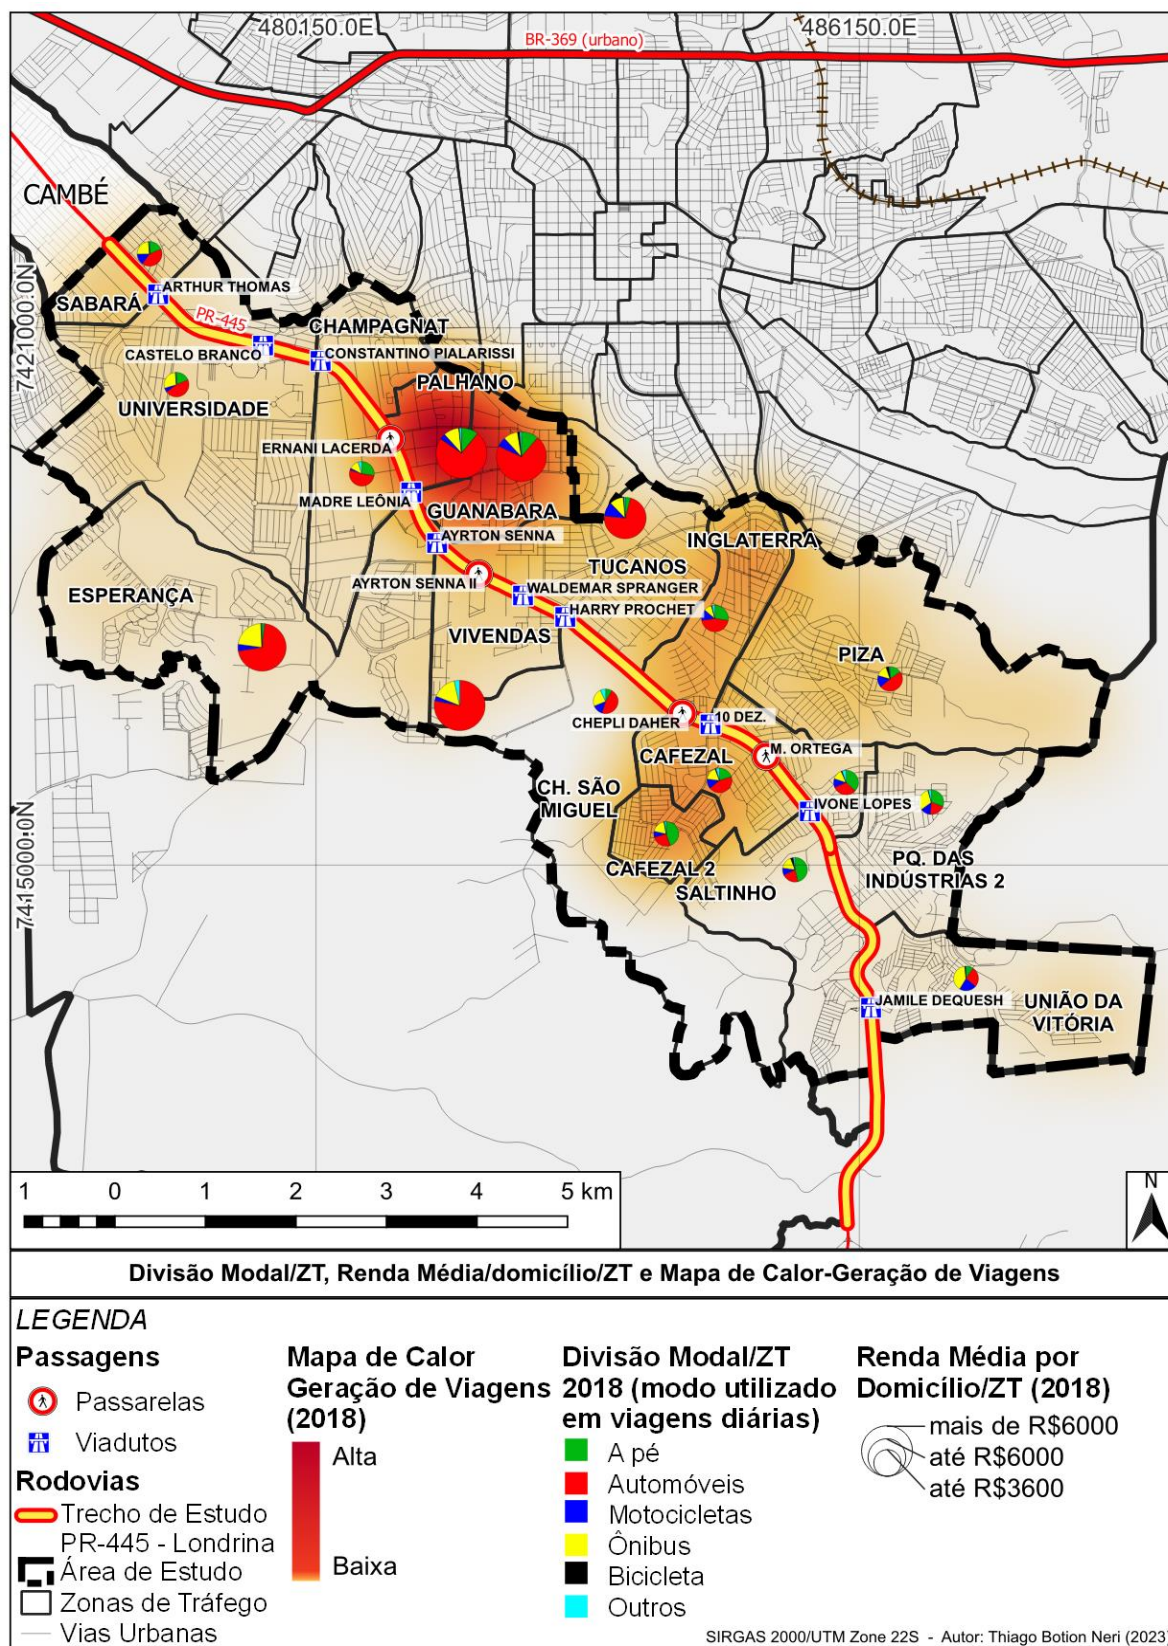 480150.0E
486150.0E
BR-369 (urbano)
CAMBÉ
7421000.0N
ARTHUR THOMAS
SABARÁ
PR-445
CHAMPAGNAT
CASTELO BRANCO
CONSTANTINO PIALARISSI
PALHANO
UNIVERSIDADE
ERNANI LACERDA
MADRE LEÔNIA
GUANABARA
AYRTON SENNA
INGLATERRA
TUCANOS
AYRTON SENNA II
WALDEMAR SPRANGER
ESPERANÇA
HARRY PROCHET
VIVENDAS
PIZA
CHEPLI DAHER
10 DEZ.
M. ORTEGA
CAFEZAL
CH. SÃO
MIGUEL
IVONE LOPES
7415000.0N
CAFEZAL 2
PQ. DAS
INDÚSTRIAS 2
SALTINHO
JAMILE DEQUESH
UNIÃO DA
VITÓRIA
1 0 1 2 3 4 5 km
N
Divisão Modal/ZT, Renda Média/domicílio/ZT e Mapa de Calor-Geração de Viagens
LEGENDA
Passagens
Passarelas
Viadutos
Rodovias
Trecho de Estudo
PR-445 - Londrina
Área de Estudo
Zonas de Tráfego
Vias Urbanas
Mapa de Calor
Geração de Viagens
(2018)
Alta
Baixa
Divisão Modal/ZT
2018 (modo utilizado
em viagens diárias)
A pé
Automóveis
Motocicletas
Ônibus
Bicicleta
Outros
Renda Média por
Domicílio/ZT (2018)
mais de R$6000
até R$6000
até R$3600
SIRGAS 2000/UTM Zone 22S - Autor: Thiago Botion Neri (2023)